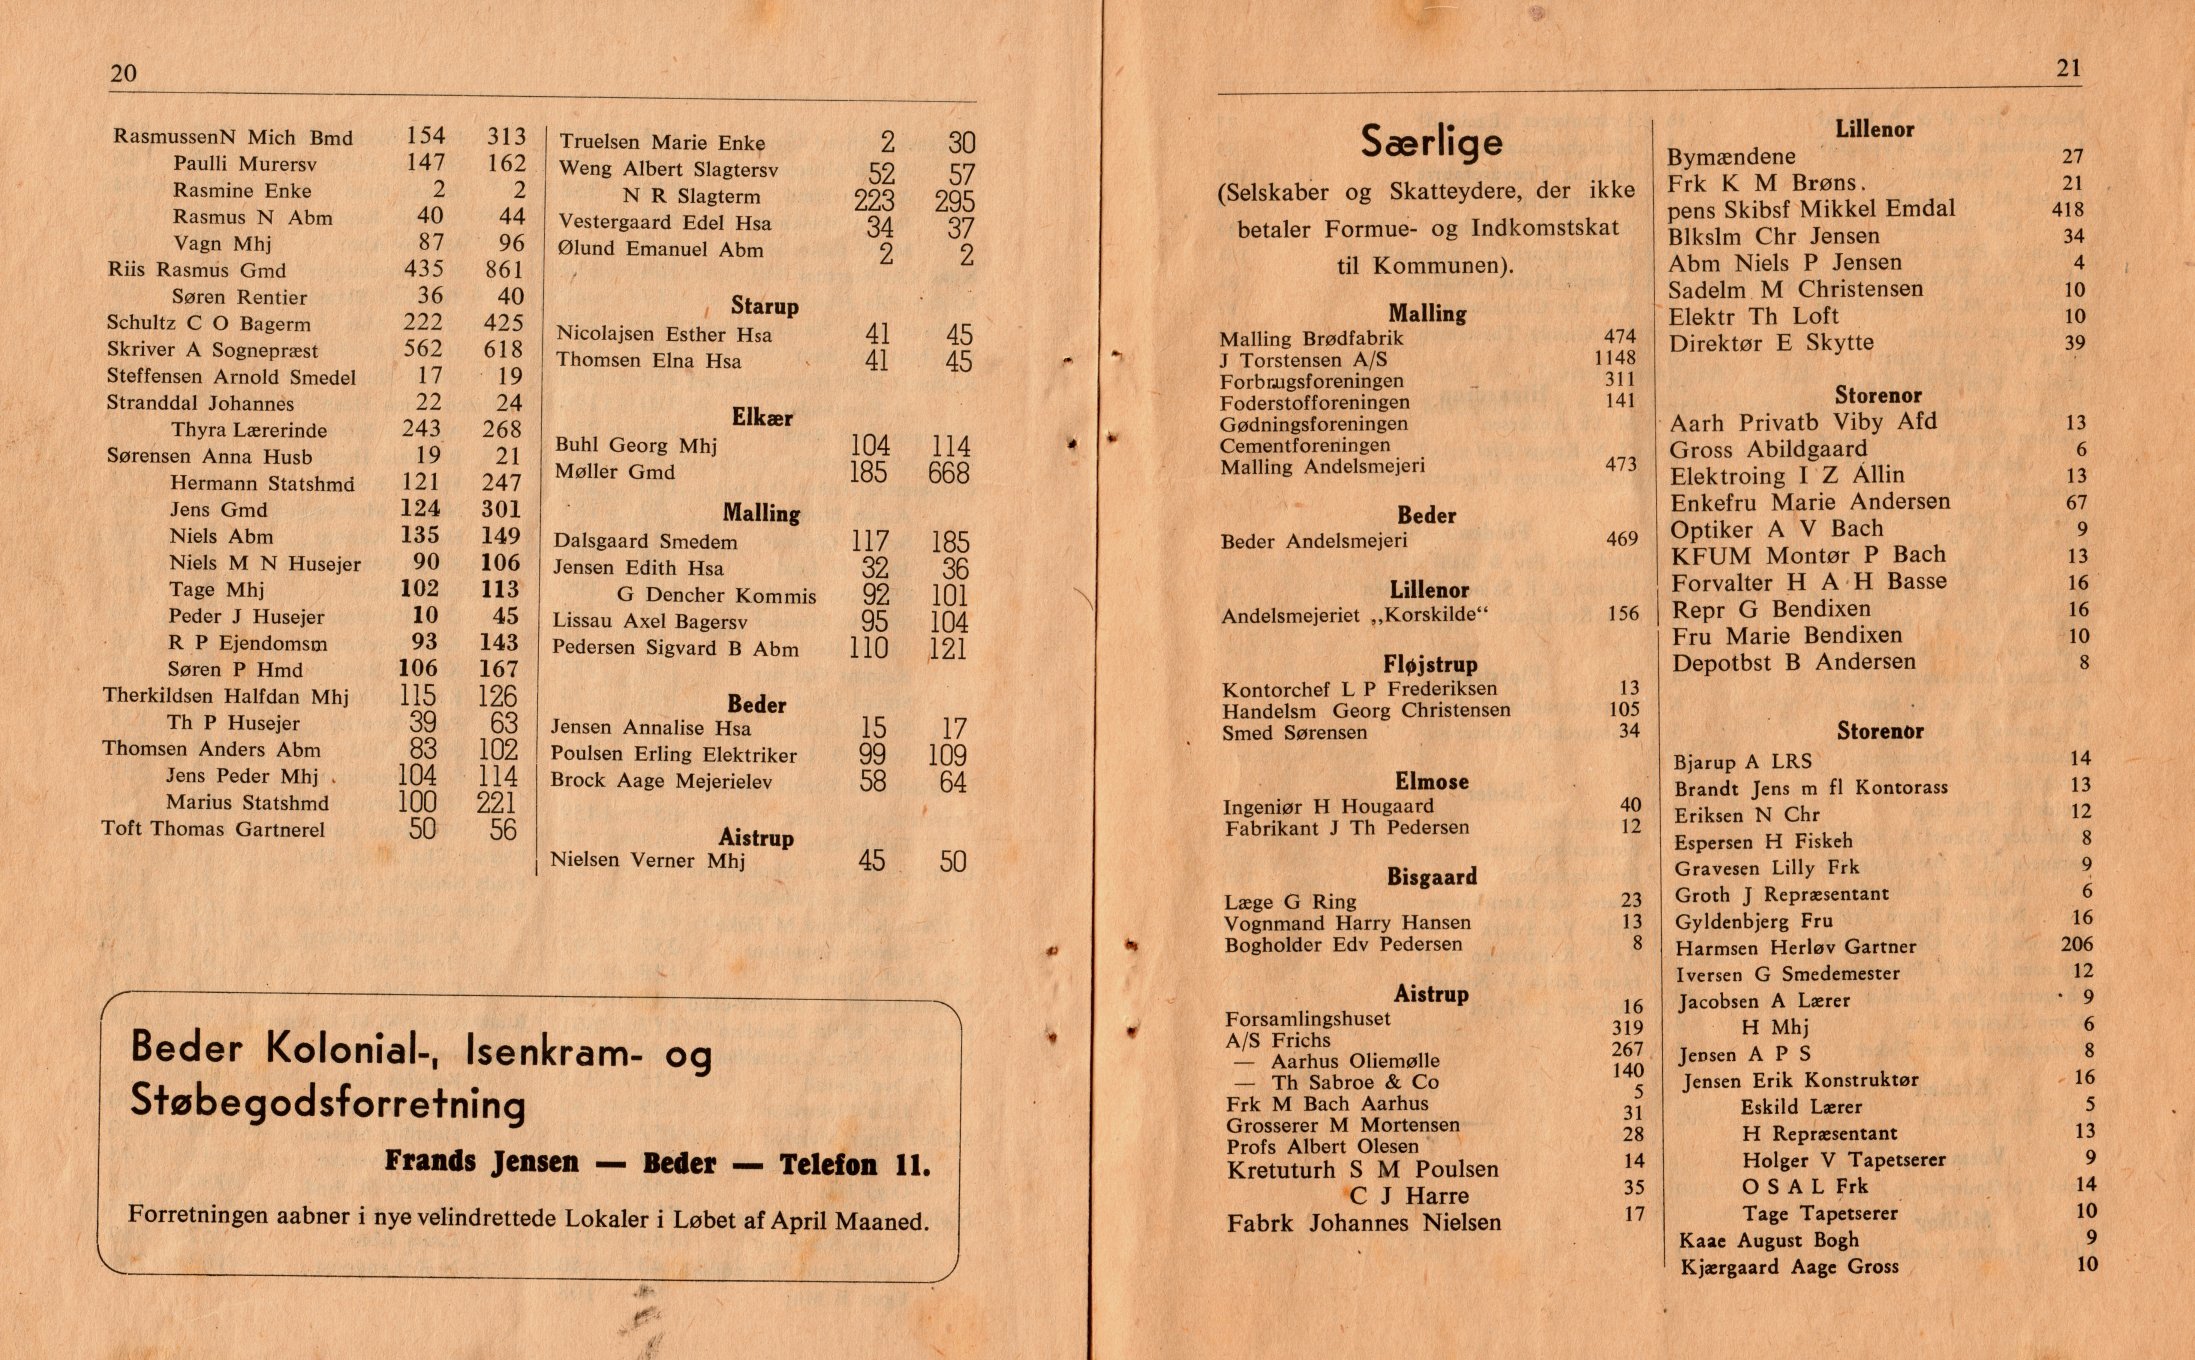 20
RasmussenN Mich Bmd 154 313
Paulli Murersv 147 162
Rasmine Enke 2 2
Rasmus N Abm 40 44
Vagn Mhj 87 96
Riis Rasmus Gmd 435 861
Søren Rentier 36 40
Schultz C O Bagerm 222 425
Skriver A Sognepræst 562 618
Steffensen Arnold Smedel 17 19
Stranddal Johannes 22 24
Thyra Lærerinde 243 268
Sørensen Anna Husb 19 21
Hermann Statshmd 121 247
Jens Gmd 124 301
Niels Abm 135 149
Niels M N Husejer 90 106
Tage Mhj 102 113
Peder J Husejer 10 45
R P Ejendomsm 93 143
Søren P Hmd 106 167
Therkildsen Halfdan Mhj 115 126
Th P Husejer 39 63
Thomsen Anders Abm 83 102
Jens Peder Mhj 104 114
Marius Statshmd 100 221
Toft Thomas Gartnerel 50 56
Truelsen Marie Enke 2 30
Weng Albert Slagtersv 52 57
N R Slagterm 223 295
Vestergaard Edel Hsa 34 37
Ølund Emanuel Abm 2 2
Starup
Nicolajsen Esther Hsa 41 45
Thomsen Elna Hsa 41 45
Elkær
Buhl Georg Mhj 104 114
Møller Gmd 185 668
Malling
Dalsgaard Smedem 117 185
Jensen Edith Hsa 32 36
G Dencher Kommis 92 101
Lissau Axel Bagersv 95 104
Pedersen Sigvard B Abm 110 121
Beder
Jensen Annalise Hsa 15 17
Poulsen Erling Elektriker 99 109
Brock Aage Mejerielev 58 64
Aistrup
Nielsen Verner Mhj 45 50
Beder Kolonial-, Isenkram- og
Støbegodsforretning
Frands Jensen — Beder — Telefon 11.
Forretningen aabner i nye velindrettede Lokaler i Løbet af April Maaned.
21
Særlige
(Selskaber og Skatteydere, der ikke
betaler Formue- og Indkomstskat
til Kommunen).
Malling
Malling Brødfabrik 474
J Torstensen A/S 1148
Forbrugsforeningen 311
Foderstofforeningen 141
Gødningsforeningen
Cementforeningen
Malling Andelsmejeri 473
Beder
Beder Andelsmejeri 469
Lillenor
Andelsmejeriet „Korskilde“ 156
Fløjstrup
Kontorchef L P Frederiksen 13
Handelsm Georg Christensen 105
Smed Sørensen 34
Elmose
Ingeniør H Hougaard 40
Fabrikant J Th Pedersen 12
Bisgaard
Læge G Ring 23
Vognmand Harry Hansen 13
Bogholder Edv Pedersen 8
Aistrup
Forsamlingshuset 16
A/S Frichs 319
— Aarhus Oliemølle 267
— Th Sabroe & Co 140
Frk M Bach Aarhus 5
Grosserer M Mortensen 31
Profs Albert Olesen 28
Kretuturh S M Poulsen 14
C J Harre 35
Fabrk Johannes Nielsen 17
Lillenor
Bymændene 27
Frk K M Brøns. 21
pens Skibsf Mikkel Emdal 418
Blkslm Chr Jensen 34
Abm Niels P Jensen 4
Sadelm M Christensen 10
Elektr Th Loft 10
Direktør E Skytte 39
Storenor
Aarh Privatb Viby Afd 13
Gross Abildgaard 6
Elektroing I Z Allin 13
Enkefru Marie Andersen 67
Optiker A V Bach 9
KFUM Montør P Bach 13
Forvalter H A H Basse 16
Repr G Bendixen 16
Fru Marie Bendixen 10
Depotbst B Andersen 8
Storenor
Bjarup A LRS 14
Brandt Jens m fl Kontorass 13
Eriksen N Chr 12
Espersen H Fiskeh 8
Gravesen Lilly Frk 9
Groth J Repræsentant 6
Gyldenbjerg Fru 16
Harmsen Herløv Gartner 206
Iversen G Smedemester 12
Jacobsen A Lærer 9
H Mhj 6
Jensen A P S 8
Jensen Erik Konstruktør 16
Eskild Lærer 5
H Repræsentant 13
Holger V Tapetserer 9
O S A L Frk 14
Tage Tapetserer 10
Kaae August Bogh 9
Kjærgaard Aage Gross 10